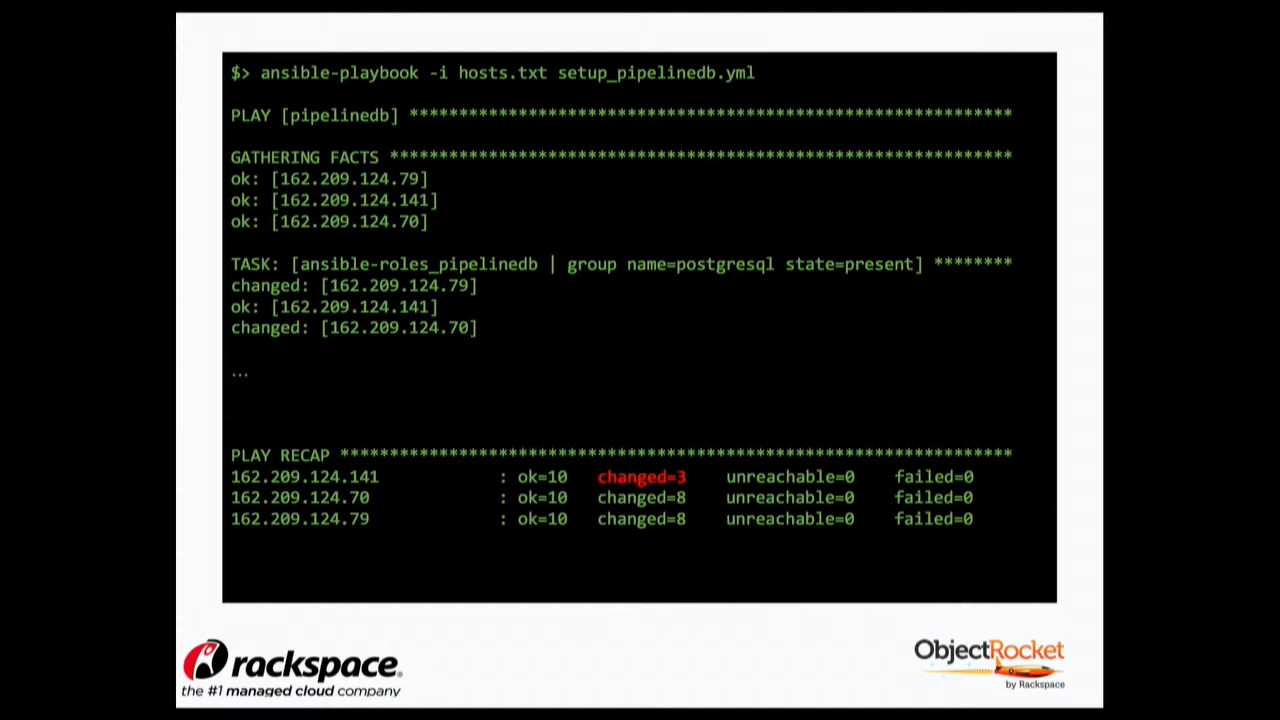 $> ansible-playbook -i hosts.txt setup_pipelinedb.yml
PLAY [pipelinedb] *************************************************************
GATHERING FACTS ***************************************************************
ok: [162.209.124.79]
ok: [162.209.124.141]
ok: [162.209.124.70]
TASK: [ansible-roles_pipelinedb | group name=postgresql state=present] ********
changed: [162.209.124.79]
ok: [162.209.124.141]
changed: [162.209.124.70]
...
PLAY RECAP ********************************************************************
162.209.124.141 : ok=10 changed=3 unreachable=0 failed=0
162.209.124.70 : ok=10 changed=8 unreachable=0 failed=0
162.209.124.79 : ok=10 changed=8 unreachable=0 failed=0
rackspace®
the #1 managed cloud company
ObjectRocket
by Rackspace